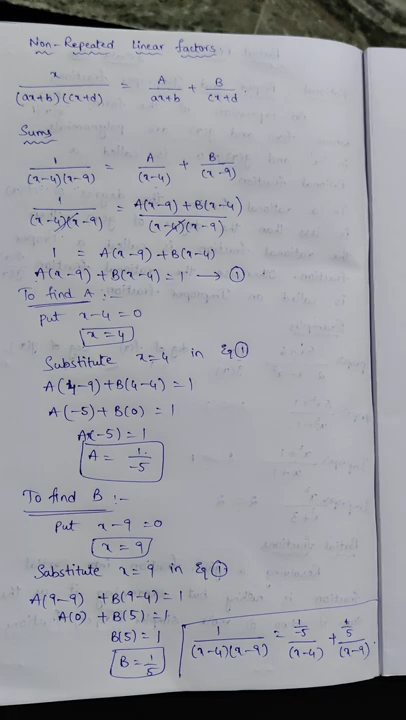 Non-Repeated linear factors
x/((ax+b)(cx+d)) = A/(ax+b) + B/(cx+d)
Sums
1/((x-4)(x-9)) = A/(x-4) + B/(x-9)
1/((x-4)(x-9)) = (A(x-9) + B(x-4))/((x-4)(x-9))
1 = A(x-9) + B(x-4)
A(x-9) + B(x-4) = 1 → ①
To find A :-
Put x-4 = 0
x = 4
Substitute x=4 in Eq ①
A(4-9) + B(4-4) = 1
A(-5) + B(0) = 1
A(-5) = 1
A = 1/-5
To find B :-
Put x-9 = 0
x = 9
Substitute x=9 in Eq ①
A(9-9) + B(9-4) = 1
A(0) + B(5) = 1
B(5) = 1
B = 1/5
1/((x-4)(x-9)) = (1/-5)/(x-4) + (1/5)/(x-9).